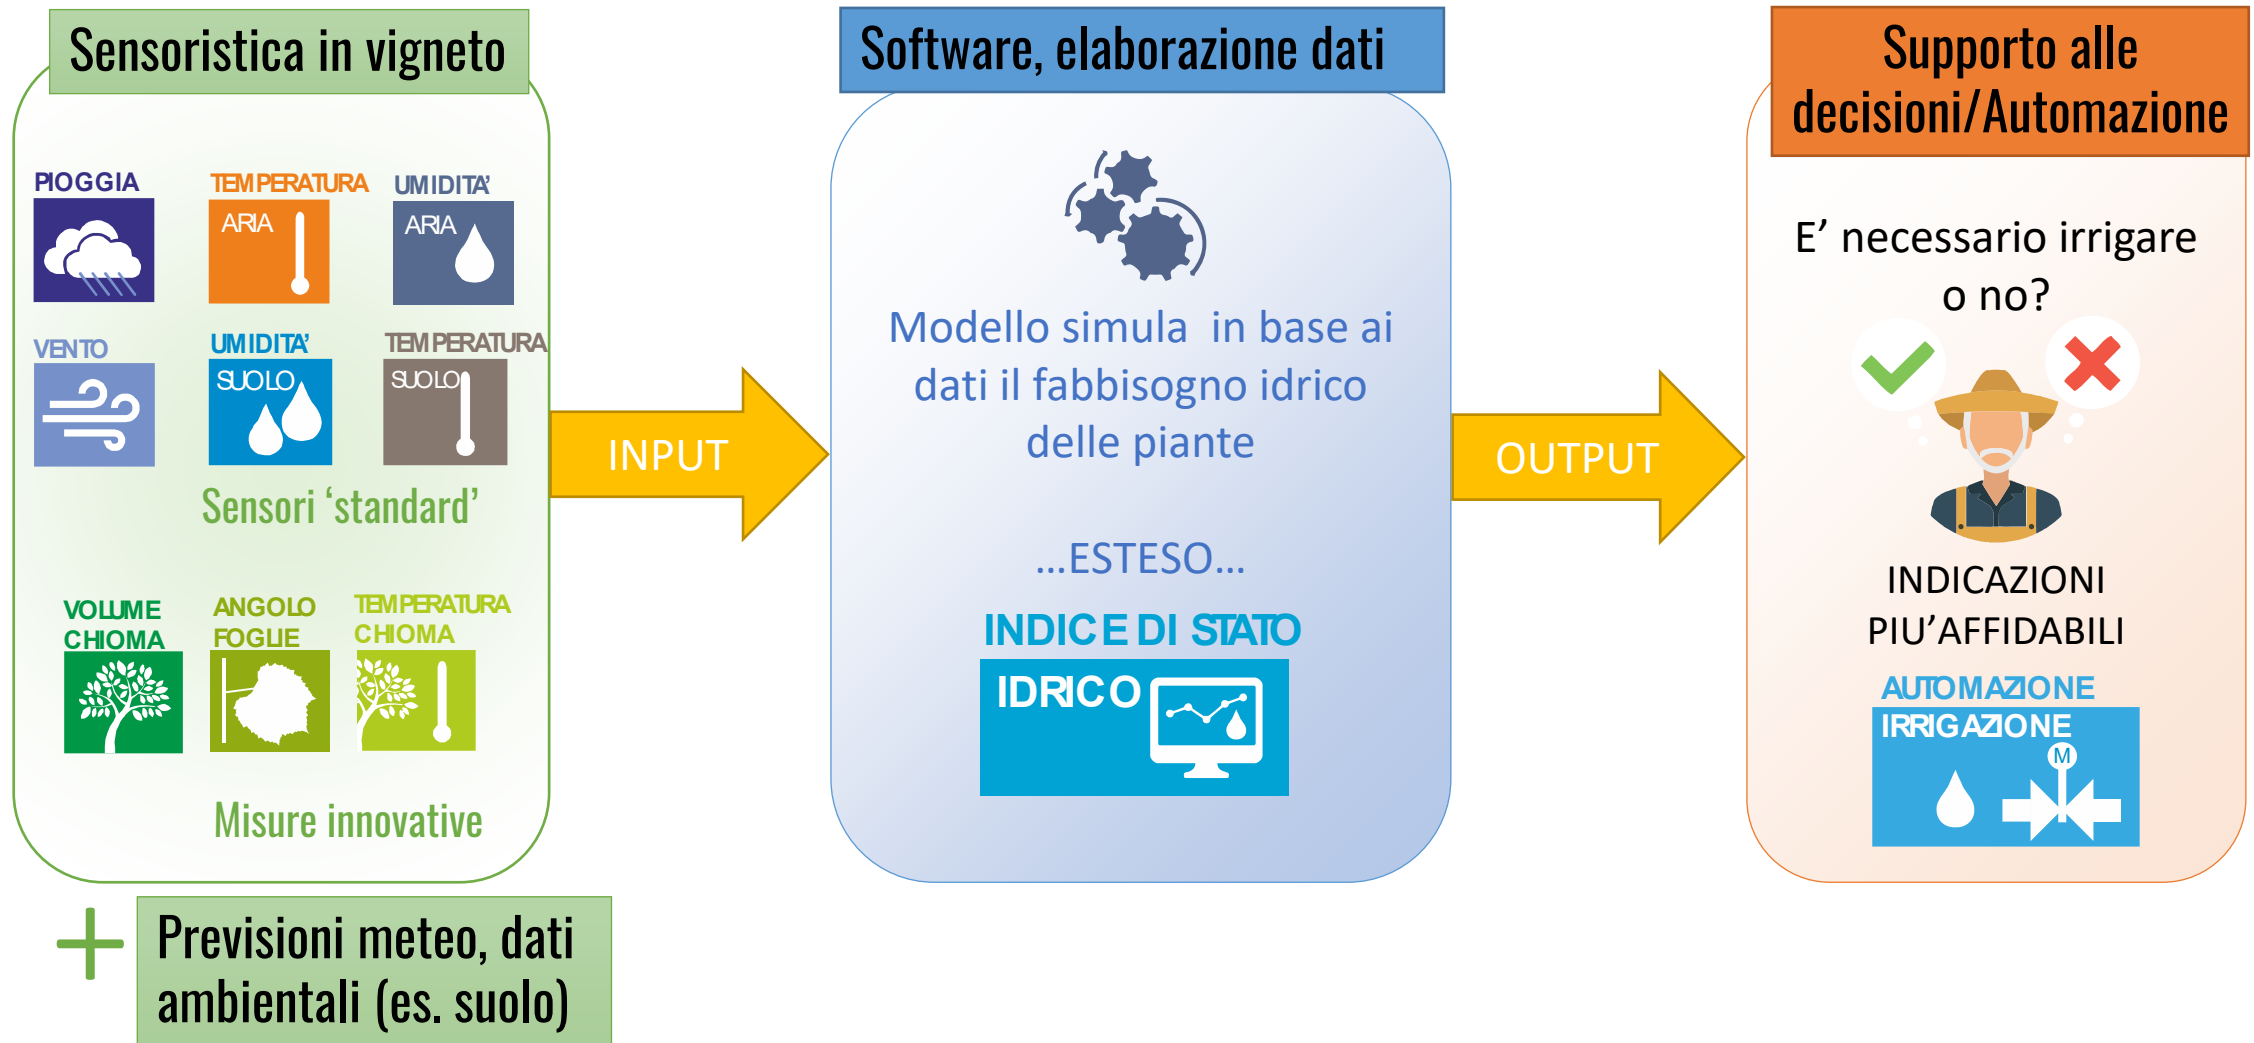 Sensoristica in vigneto
PIOGGIA
TEMPERATURA
ARIA
UMIDITA'
ARIA
VENTO
UMIDITA'
SUOLO
TEMPERATURA
SUOLO
Sensori ‘standard’
VOLUME
CHIOMA
ANGOLO
FOGLIE
TEMPERATURA
CHIOMA
Misure innovative
Previsioni meteo, dati
ambientali (es. suolo)
INPUT
Software, elaborazione dati
Modello simula  in base ai
dati il fabbisogno idrico
delle piante
...ESTESO...
INDICE DI STATO
IDRICO
OUTPUT
Supporto alle
decisioni/Automazione
E’ necessario irrigare
o no?
INDICAZIONI
PIU’AFFIDABILI
AUTOMAZIONE
IRRIGAZIONE
M